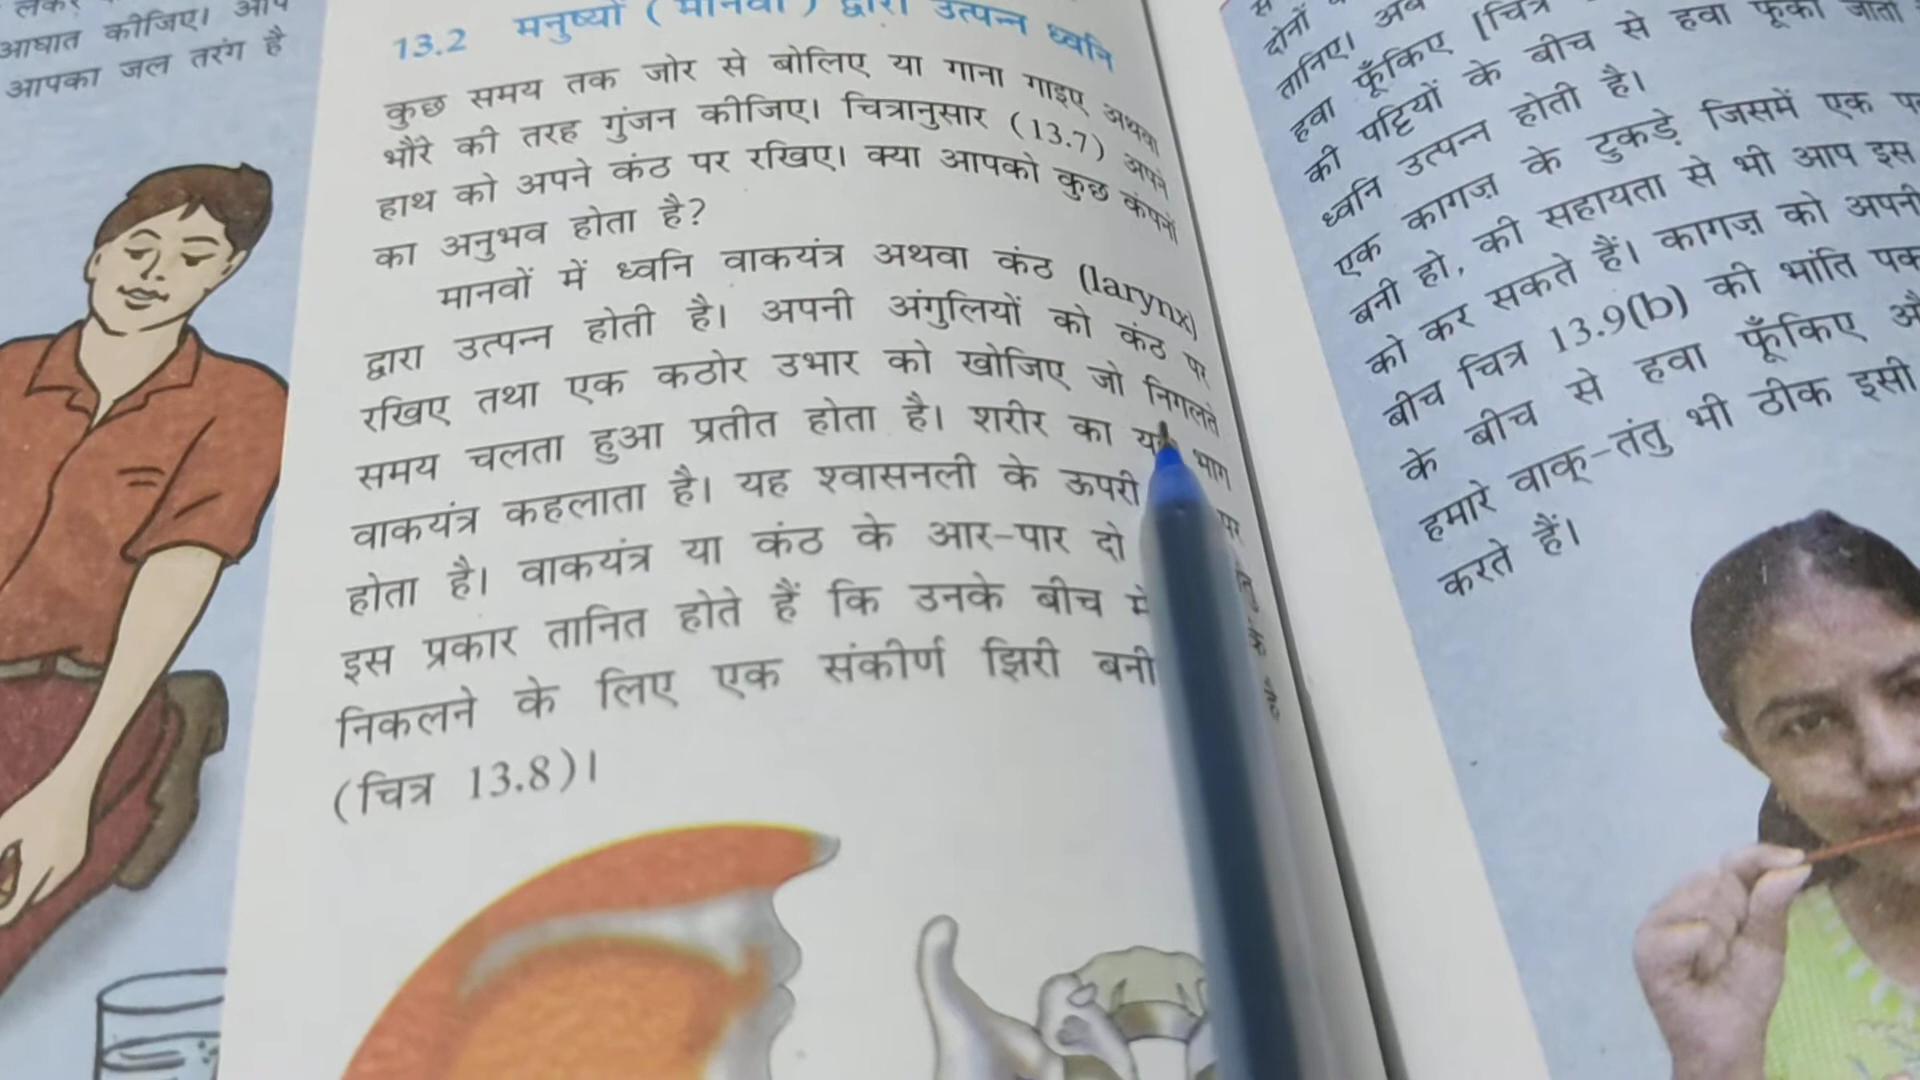 आघात कीजिए। आप
आपका जल तरंग है
13.2 मनुष्यों (मानवों) द्वारा उत्पन्न ध्वनि
कुछ समय तक जोर से बोलिए या गाना गाइए अथवा
भौंरे की तरह गुंजन कीजिए। चित्रानुसार (13.7) अपने
हाथ को अपने कंठ पर रखिए। क्या आपको कुछ कंपनों
का अनुभव होता है?
मानवों में ध्वनि वाकयंत्र अथवा कंठ (larynx)
द्वारा उत्पन्न होती है। अपनी अंगुलियों को कंठ पर
रखिए तथा एक कठोर उभार को खोजिए जो निगलते
समय चलता हुआ प्रतीत होता है। शरीर का भाग
वाकयंत्र कहलाता है। यह श्वासनली के ऊपरी पर
होता है। वाकयंत्र या कंठ के आर-पार दो
इस प्रकार तानित होते हैं कि उनके बीच में
निकलने के लिए एक संकीर्ण झिरी बनी है
(चित्र 13.8)।
दोनों
तानिए। अब
हवा फूँकिए [चित्र
की पट्टियों के बीच से हवा फूँकी जाती
ध्वनि उत्पन्न होती है।
एक कागज़ के टुकड़े जिसमें एक
बनी हो, की सहायता से भी आप इस
को कर सकते हैं। कागज़ को अपनी
बीच चित्र 13.9(b) की भांति
के बीच से हवा फूँकिए
हमारे वाक्-तंतु भी ठीक इसी
करते हैं।